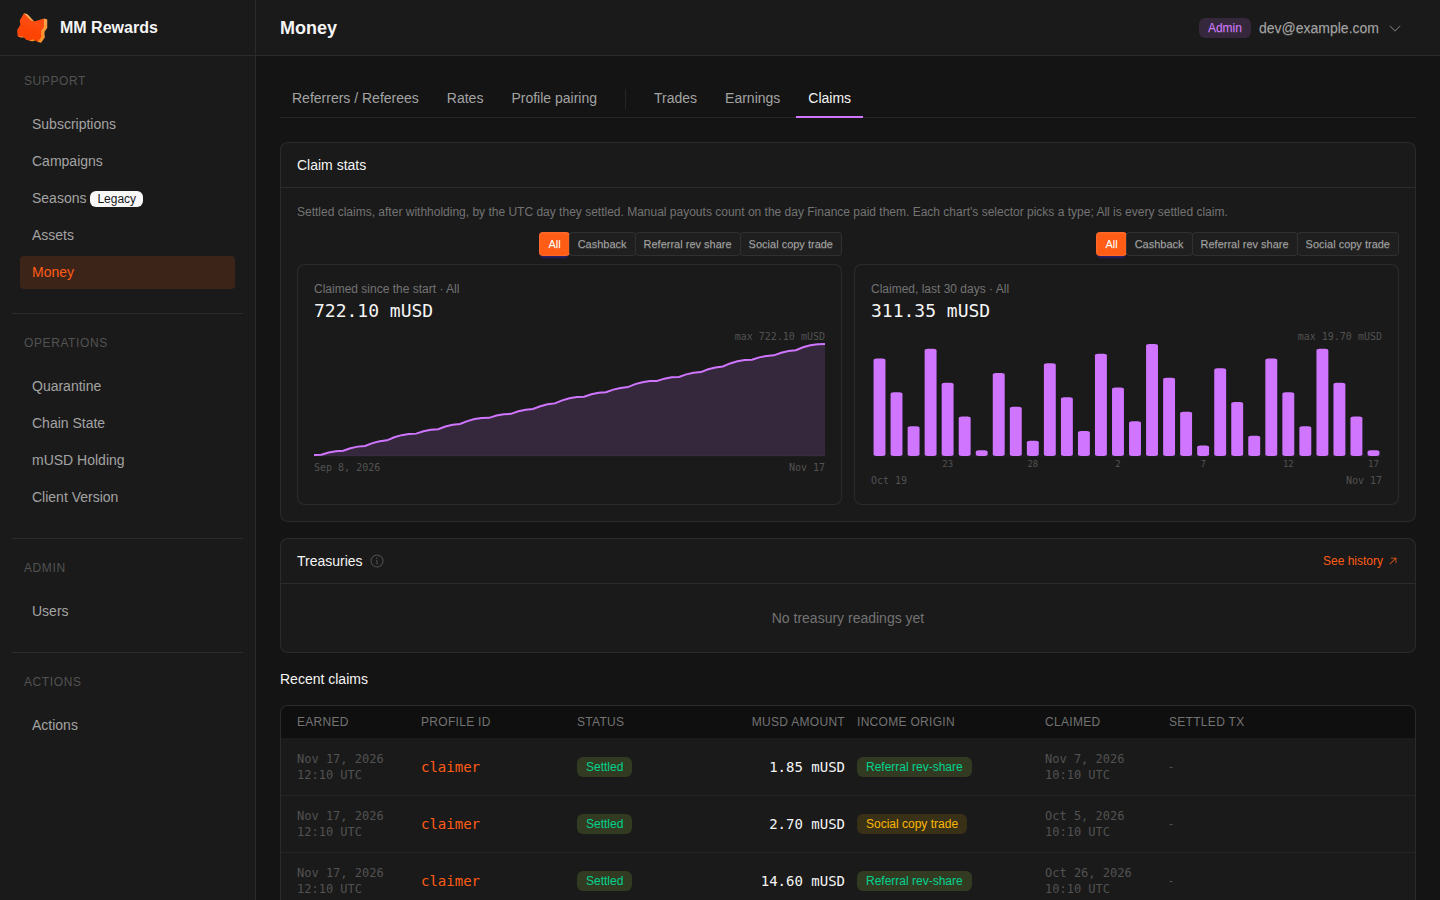 MM Rewards
Money
Admin dev@example.com
SUPPORT
Subscriptions
Campaigns
Seasons Legacy
Assets
Money
OPERATIONS
Quarantine
Chain State
mUSD Holding
Client Version
ADMIN
Users
ACTIONS
Actions
Referrers / Referees Rates Profile pairing Trades Earnings Claims
Claim stats
Settled claims, after withholding, by the UTC day they settled. Manual payouts count on the day Finance paid them. Each chart's selector picks a type; All is every settled claim.
All Cashback Referral rev share Social copy trade
Claimed since the start · All
722.10 mUSD
max 722.10 mUSD
Sep 8, 2026 Nov 17
All Cashback Referral rev share Social copy trade
Claimed, last 30 days · All
311.35 mUSD
max 19.70 mUSD
23 28 2 7 12 17
Oct 19 Nov 17
Treasuries
See history
No treasury readings yet
Recent claims
EARNED PROFILE ID STATUS MUSD AMOUNT INCOME ORIGIN CLAIMED SETTLED TX
Nov 17, 2026 12:10 UTC claimer Settled 1.85 mUSD Referral rev-share Nov 7, 2026 10:10 UTC -
Nov 17, 2026 12:10 UTC claimer Settled 2.70 mUSD Social copy trade Oct 5, 2026 10:10 UTC -
Nov 17, 2026 12:10 UTC claimer Settled 14.60 mUSD Referral rev-share Oct 26, 2026 10:10 UTC -